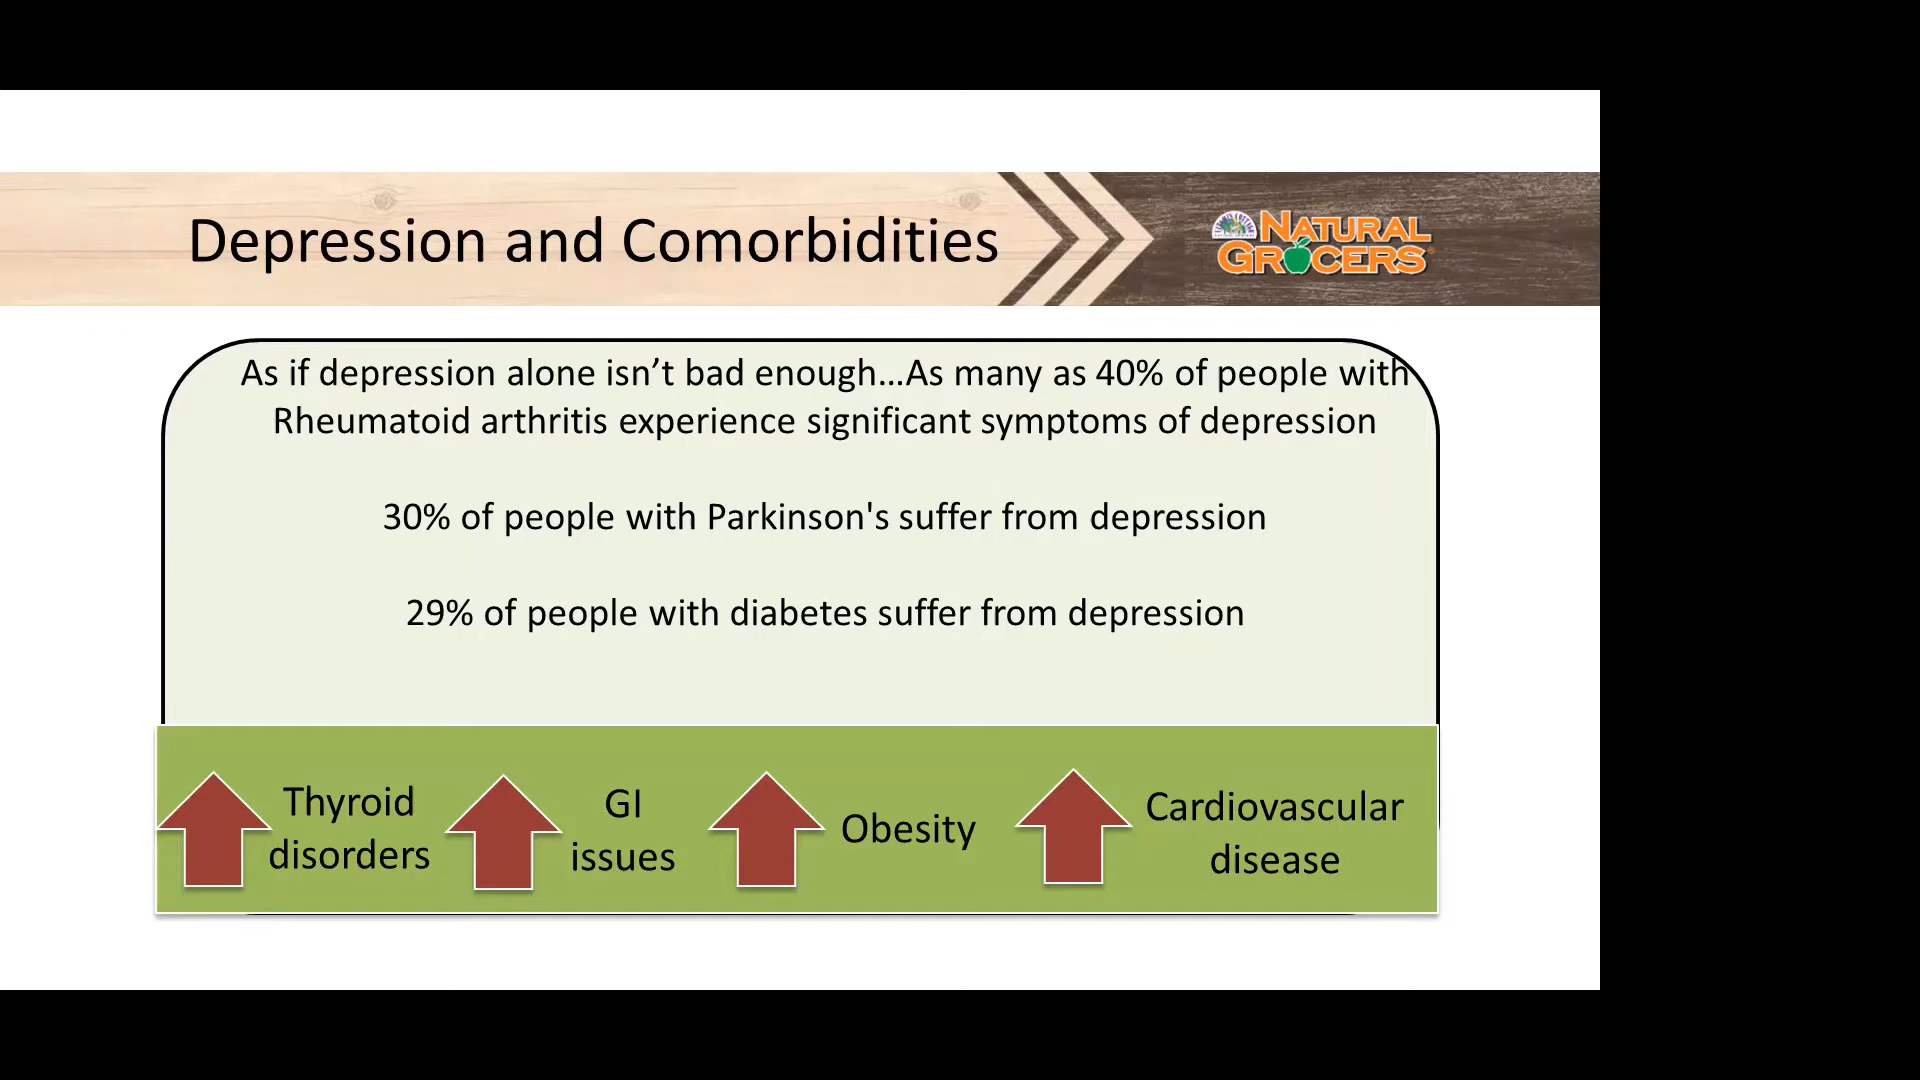 Depression and Comorbidities
NATURAL
GROCERS
As if depression alone isn’t bad enough…As many as 40% of people with
Rheumatoid arthritis experience significant symptoms of depression
30% of people with Parkinson's suffer from depression
29% of people with diabetes suffer from depression
Thyroid
disorders
GI
issues
Obesity
Cardiovascular
disease